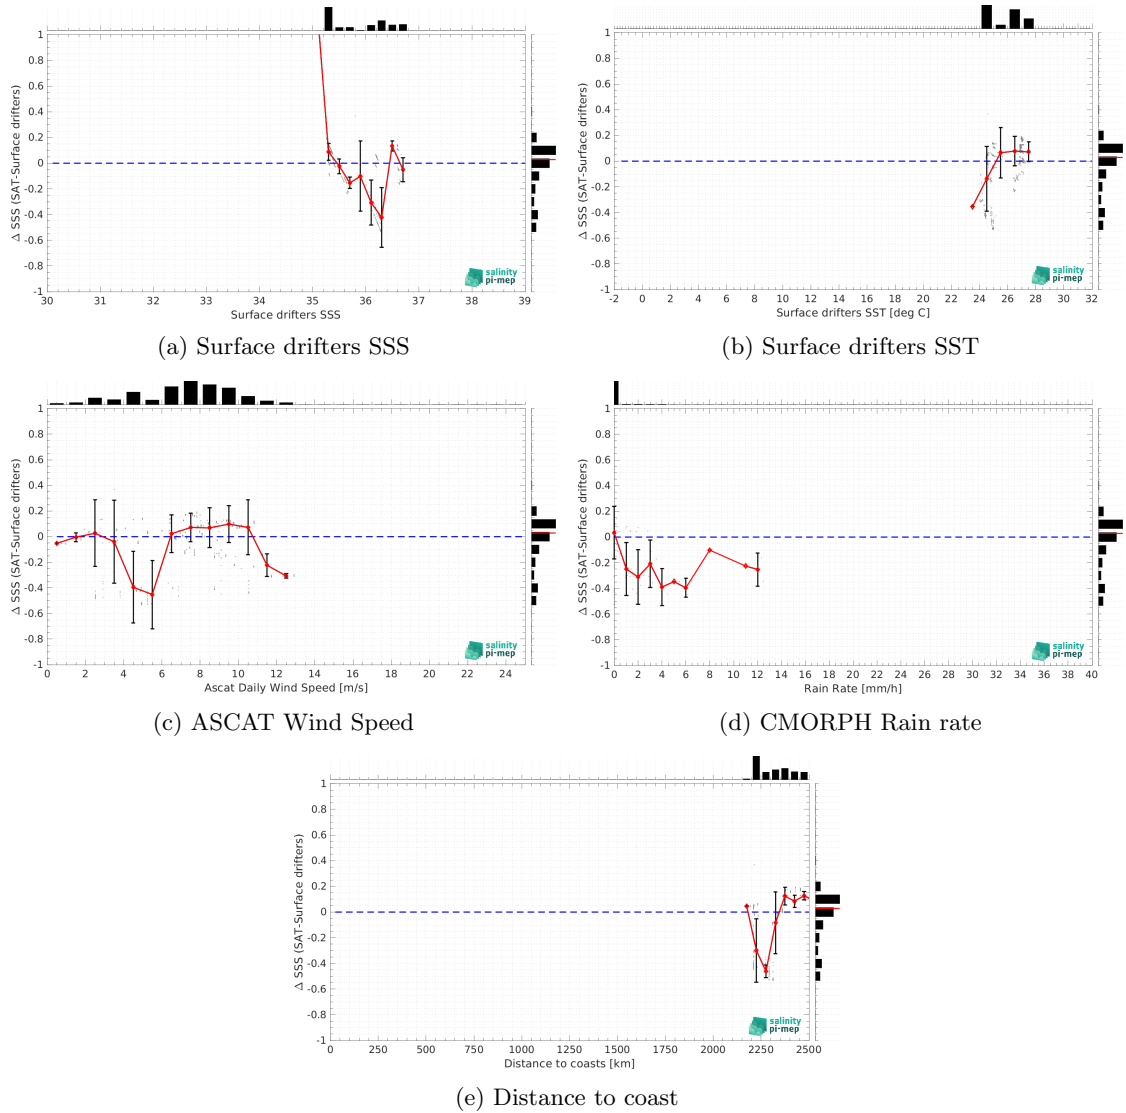 1
0.8
0.6
0.4
0.2
0
-0.2
-0.4
-0.6
-0.8
-1
Δ SSS (SAT-Surface drifters)
30 31 32 33 34 35 36 37 38 39
Surface drifters SSS
salinity
pi-mep
(a) Surface drifters SSS
1
0.8
0.6
0.4
0.2
0
-0.2
-0.4
-0.6
-0.8
-1
Δ SSS (SAT-Surface drifters)
-2 0 2 4 6 8 10 12 14 16 18 20 22 24 26 28 30 32
Surface drifters SST [deg C]
salinity
pi-mep
(b) Surface drifters SST
1
0.8
0.6
0.4
0.2
0
-0.2
-0.4
-0.6
-0.8
-1
Δ SSS (SAT-Surface drifters)
0 2 4 6 8 10 12 14 16 18 20 22 24
Ascat Daily Wind Speed [m/s]
salinity
pi-mep
(c) ASCAT Wind Speed
1
0.8
0.6
0.4
0.2
0
-0.2
-0.4
-0.6
-0.8
-1
Δ SSS (SAT-Surface drifters)
0 2 4 6 8 10 12 14 16 18 20 22 24 26 28 30 32 34 36 38 40
Rain Rate [mm/h]
salinity
pi-mep
(d) CMORPH Rain rate
1
0.8
0.6
0.4
0.2
0
-0.2
-0.4
-0.6
-0.8
-1
Δ SSS (SAT-Surface drifters)
0 250 500 750 1000 1250 1500 1750 2000 2250 2500
Distance to coasts [km]
salinity
pi-mep
(e) Distance to coast